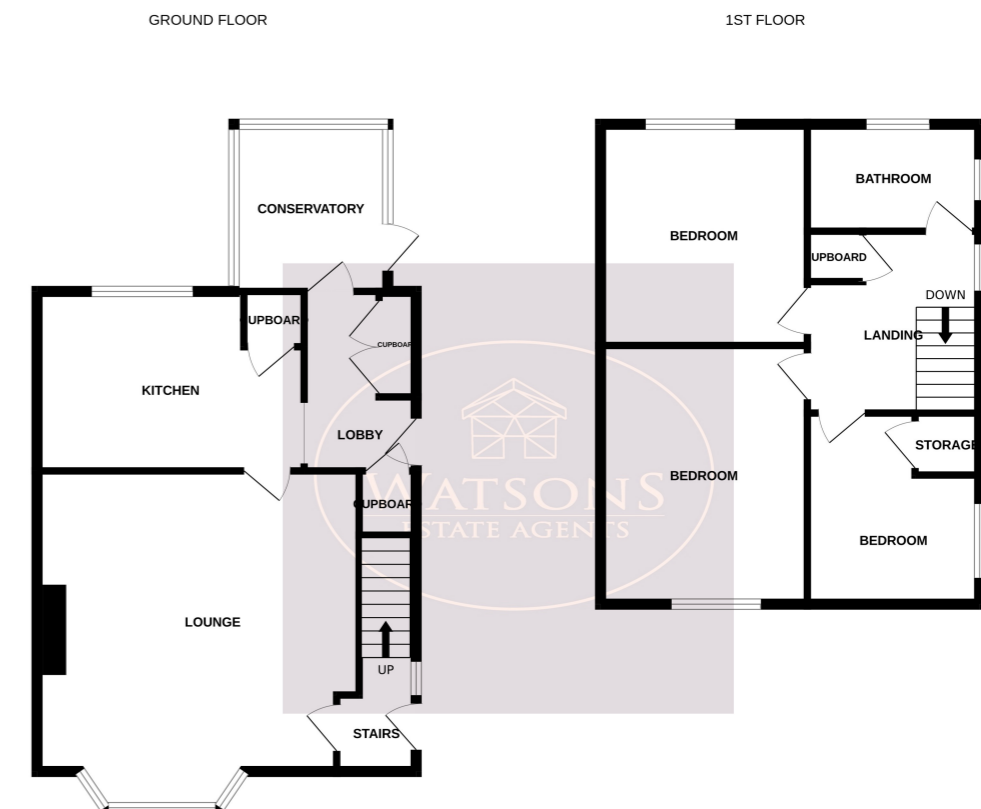 GROUND FLOOR
1ST FLOOR
CONSERVATORY
UPBOARD
CUPBOARD
KITCHEN
LOBBY
CUPBOARD
LOUNGE
UP
STAIRS
BATHROOM
BEDROOM
UPBOARD
DOWN
LANDING
STORAGE
BEDROOM
BEDROOM
WATSONS
ESTATE AGENTS